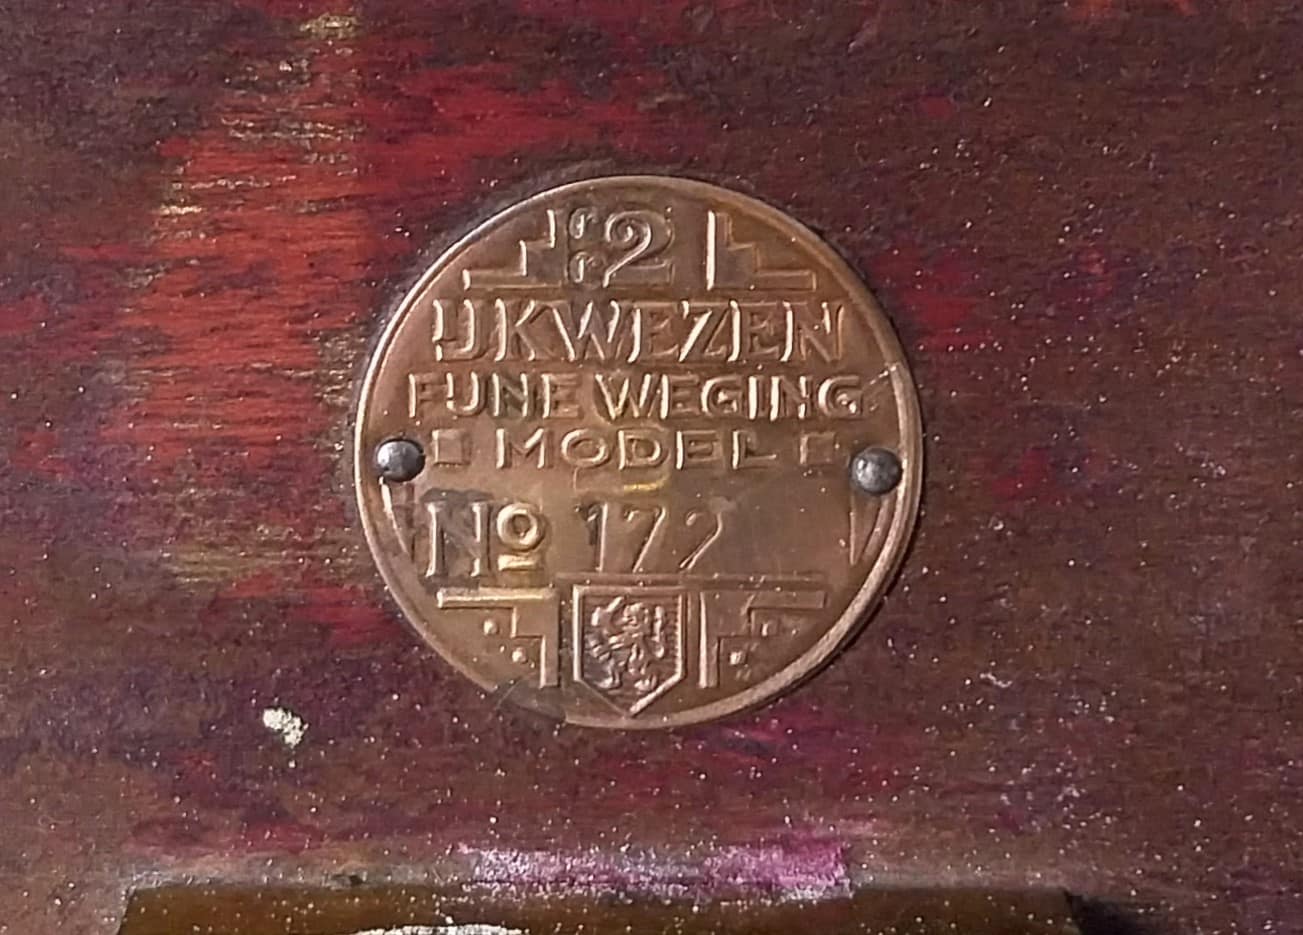 2
IJKWEZEN
FIJNE WEGING
MODEL
No 172